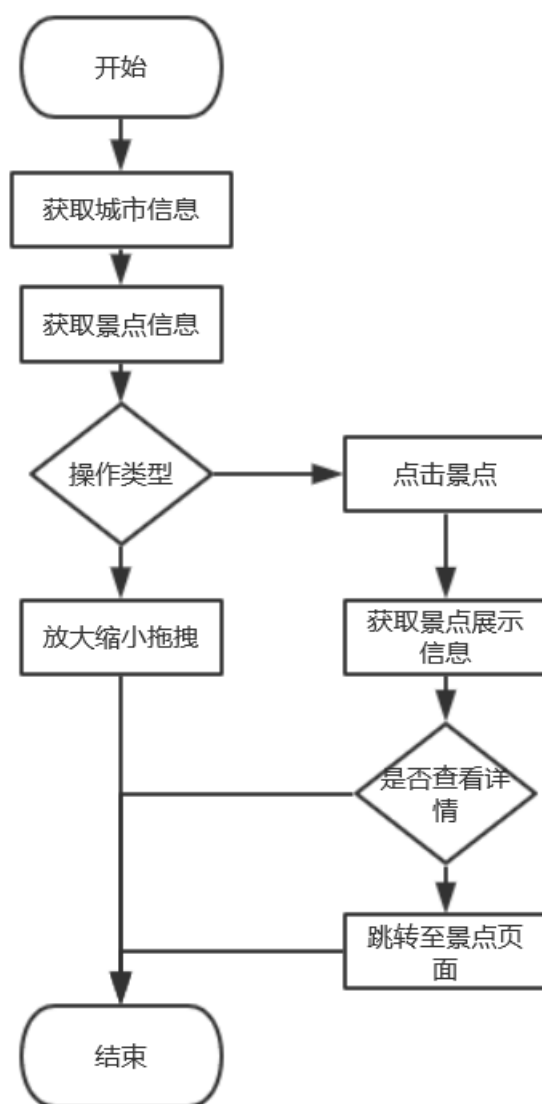 开始
获取城市信息
获取景点信息
操作类型
点击景点
放大缩小拖拽
获取景点展示
信息
是否查看详
情
跳转至景点页
面
结束